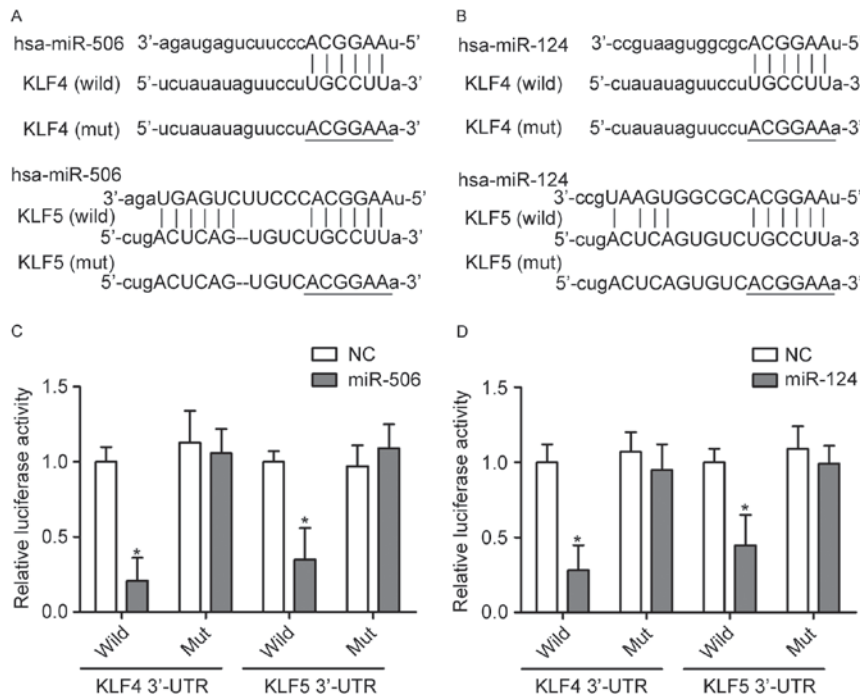 A
hsa-miR-506 3'-agaugagucuucccACGGAAu-5'
KLF4 (wild) 5'-ucuauauaguuccuUGCCUUa-3'
KLF4 (mut) 5'-ucuauauaguuccuACGGAAa-3'
hsa-miR-506
3'-agaUGAGUCUUCCCACGGAAu-5'
KLF5 (wild)
5'-cugACUCAG--UGUCUGCCUUa-3'
KLF5 (mut)
5'-cugACUCAG--UGUCACGGAAa-3'
B
hsa-miR-124 3'-ccguaaguggcgcACGGAAu-5'
KLF4 (wild) 5'-cuauauaguuccuUGCCUUa-3'
KLF4 (mut) 5'-cuauauaguuccuACGGAAa-3'
hsa-miR-124
3'-ccgUAAGUGGCGCACGGAAu-5'
KLF5 (wild)
5'-cugACUCAGUGUCUGCCUUa-3'
KLF5 (mut)
5'-cugACUCAGUGUCACGGAAa-3'
C
NC
miR-506
Relative luciferase activity
1.5
1.0
0.5
0.0
*
*
Wild Mut Wild Mut
KLF4 3'-UTR KLF5 3'-UTR
D
NC
miR-124
Relative luciferase activity
1.5
1.0
0.5
0.0
*
*
Wild Mut Wild Mut
KLF4 3'-UTR KLF5 3'-UTR